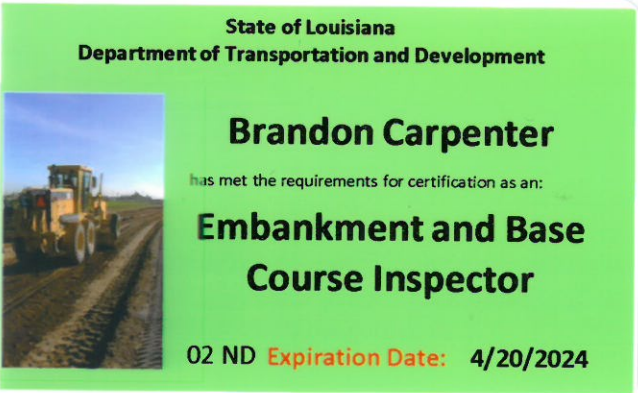 State of Louisiana
Department of Transportation and Development
Brandon Carpenter
has met the requirements for certification as an:
Embankment and Base
Course Inspector
02 ND Expiration Date: 4/20/2024